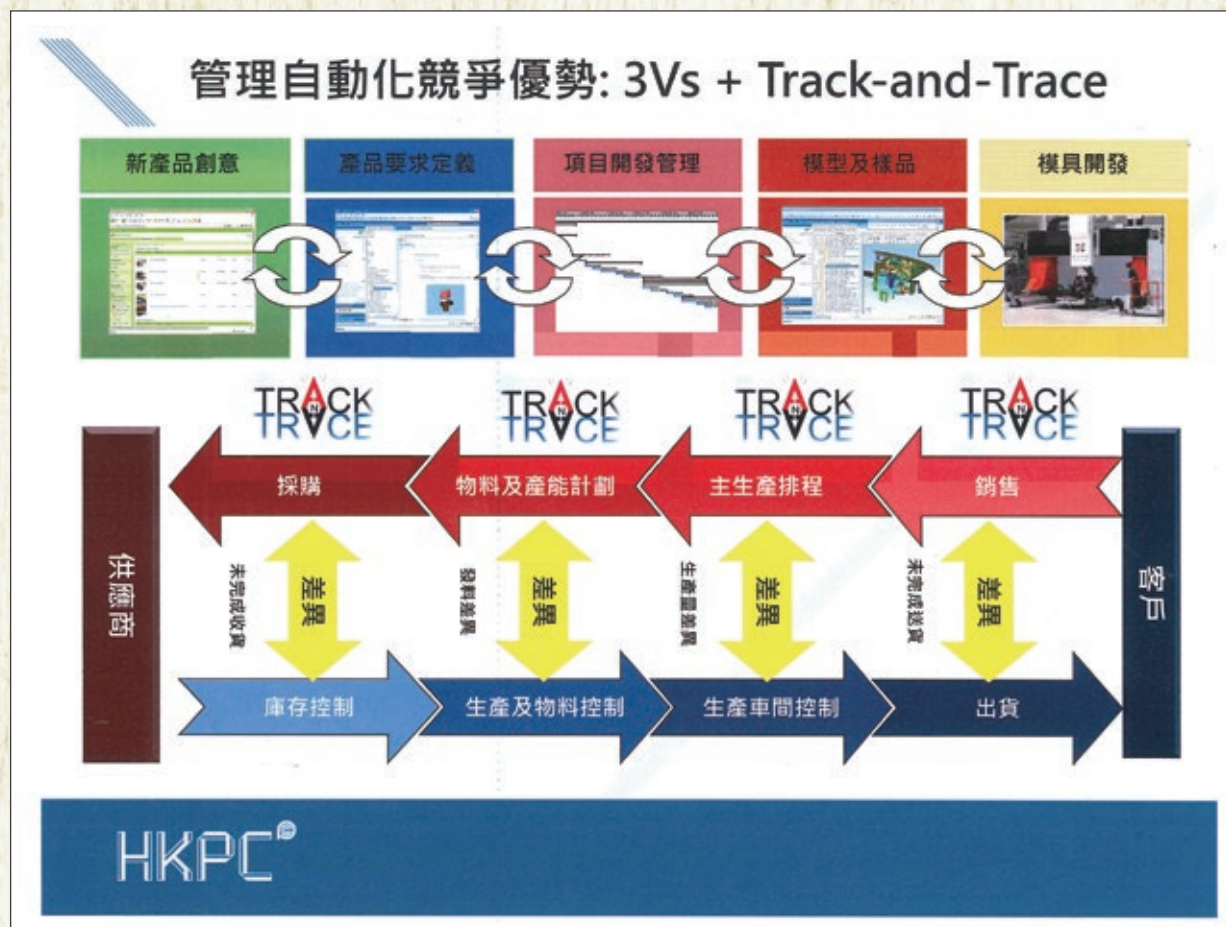 管理自動化競爭優勢: 3Vs + Track-and-Trace
新產品創意
產品要求定義
項目開發管理
模型及樣品
模具開發
TRACK
AN
TRACE
TRACK
AN
TRACE
TRACK
AN
TRACE
TRACK
AN
TRACE
採購
物料及產能計劃
主生產排程
銷售
供應商
未完成收貨
差異
發料差異
差異
生產量差異
差異
未完成送貨
差異
客戶
庫存控制
生產及物料控制
生產車間控制
出貨
HKPC